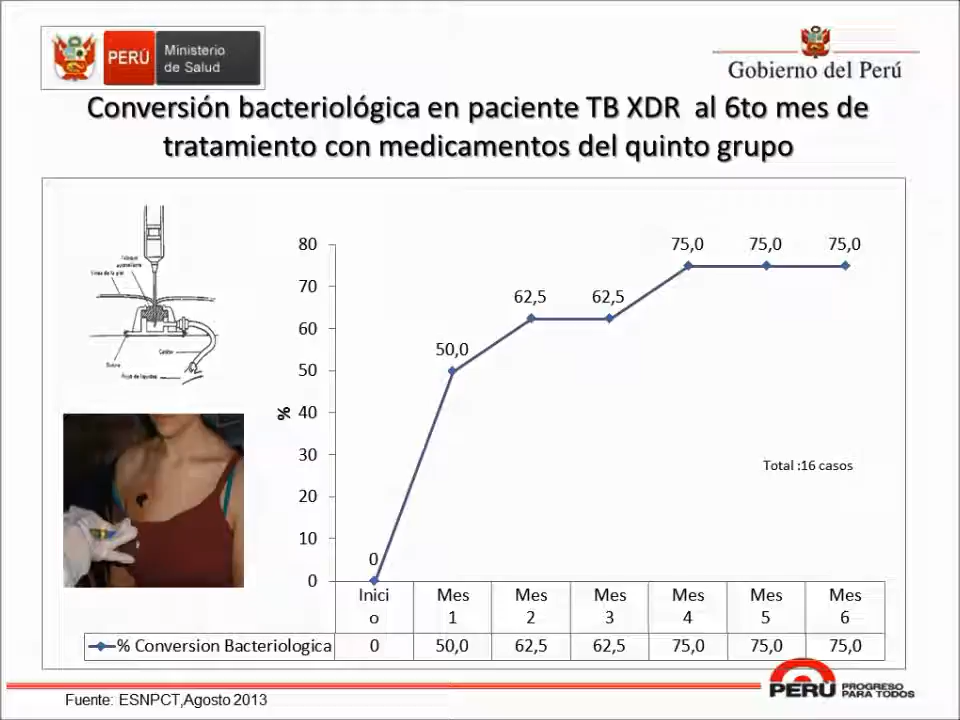 PERÚ
Ministerio
de Salud
Gobierno del Perú
Conversión bacteriológica en paciente TB XDR al 6to mes de
tratamiento con medicamentos del quinto grupo
80
70
60
50
40
30
20
10
0
%
0
50,0
62,5
62,5
75,0
75,0
75,0
Total :16 casos
Inici
o
Mes
1
Mes
2
Mes
3
Mes
4
Mes
5
Mes
6
% Conversion Bacteriologica 0 50,0 62,5 62,5 75,0 75,0 75,0
Fuente: ESNPCT,Agosto 2013
PERÚ
PROGRESO
PARA TODOS